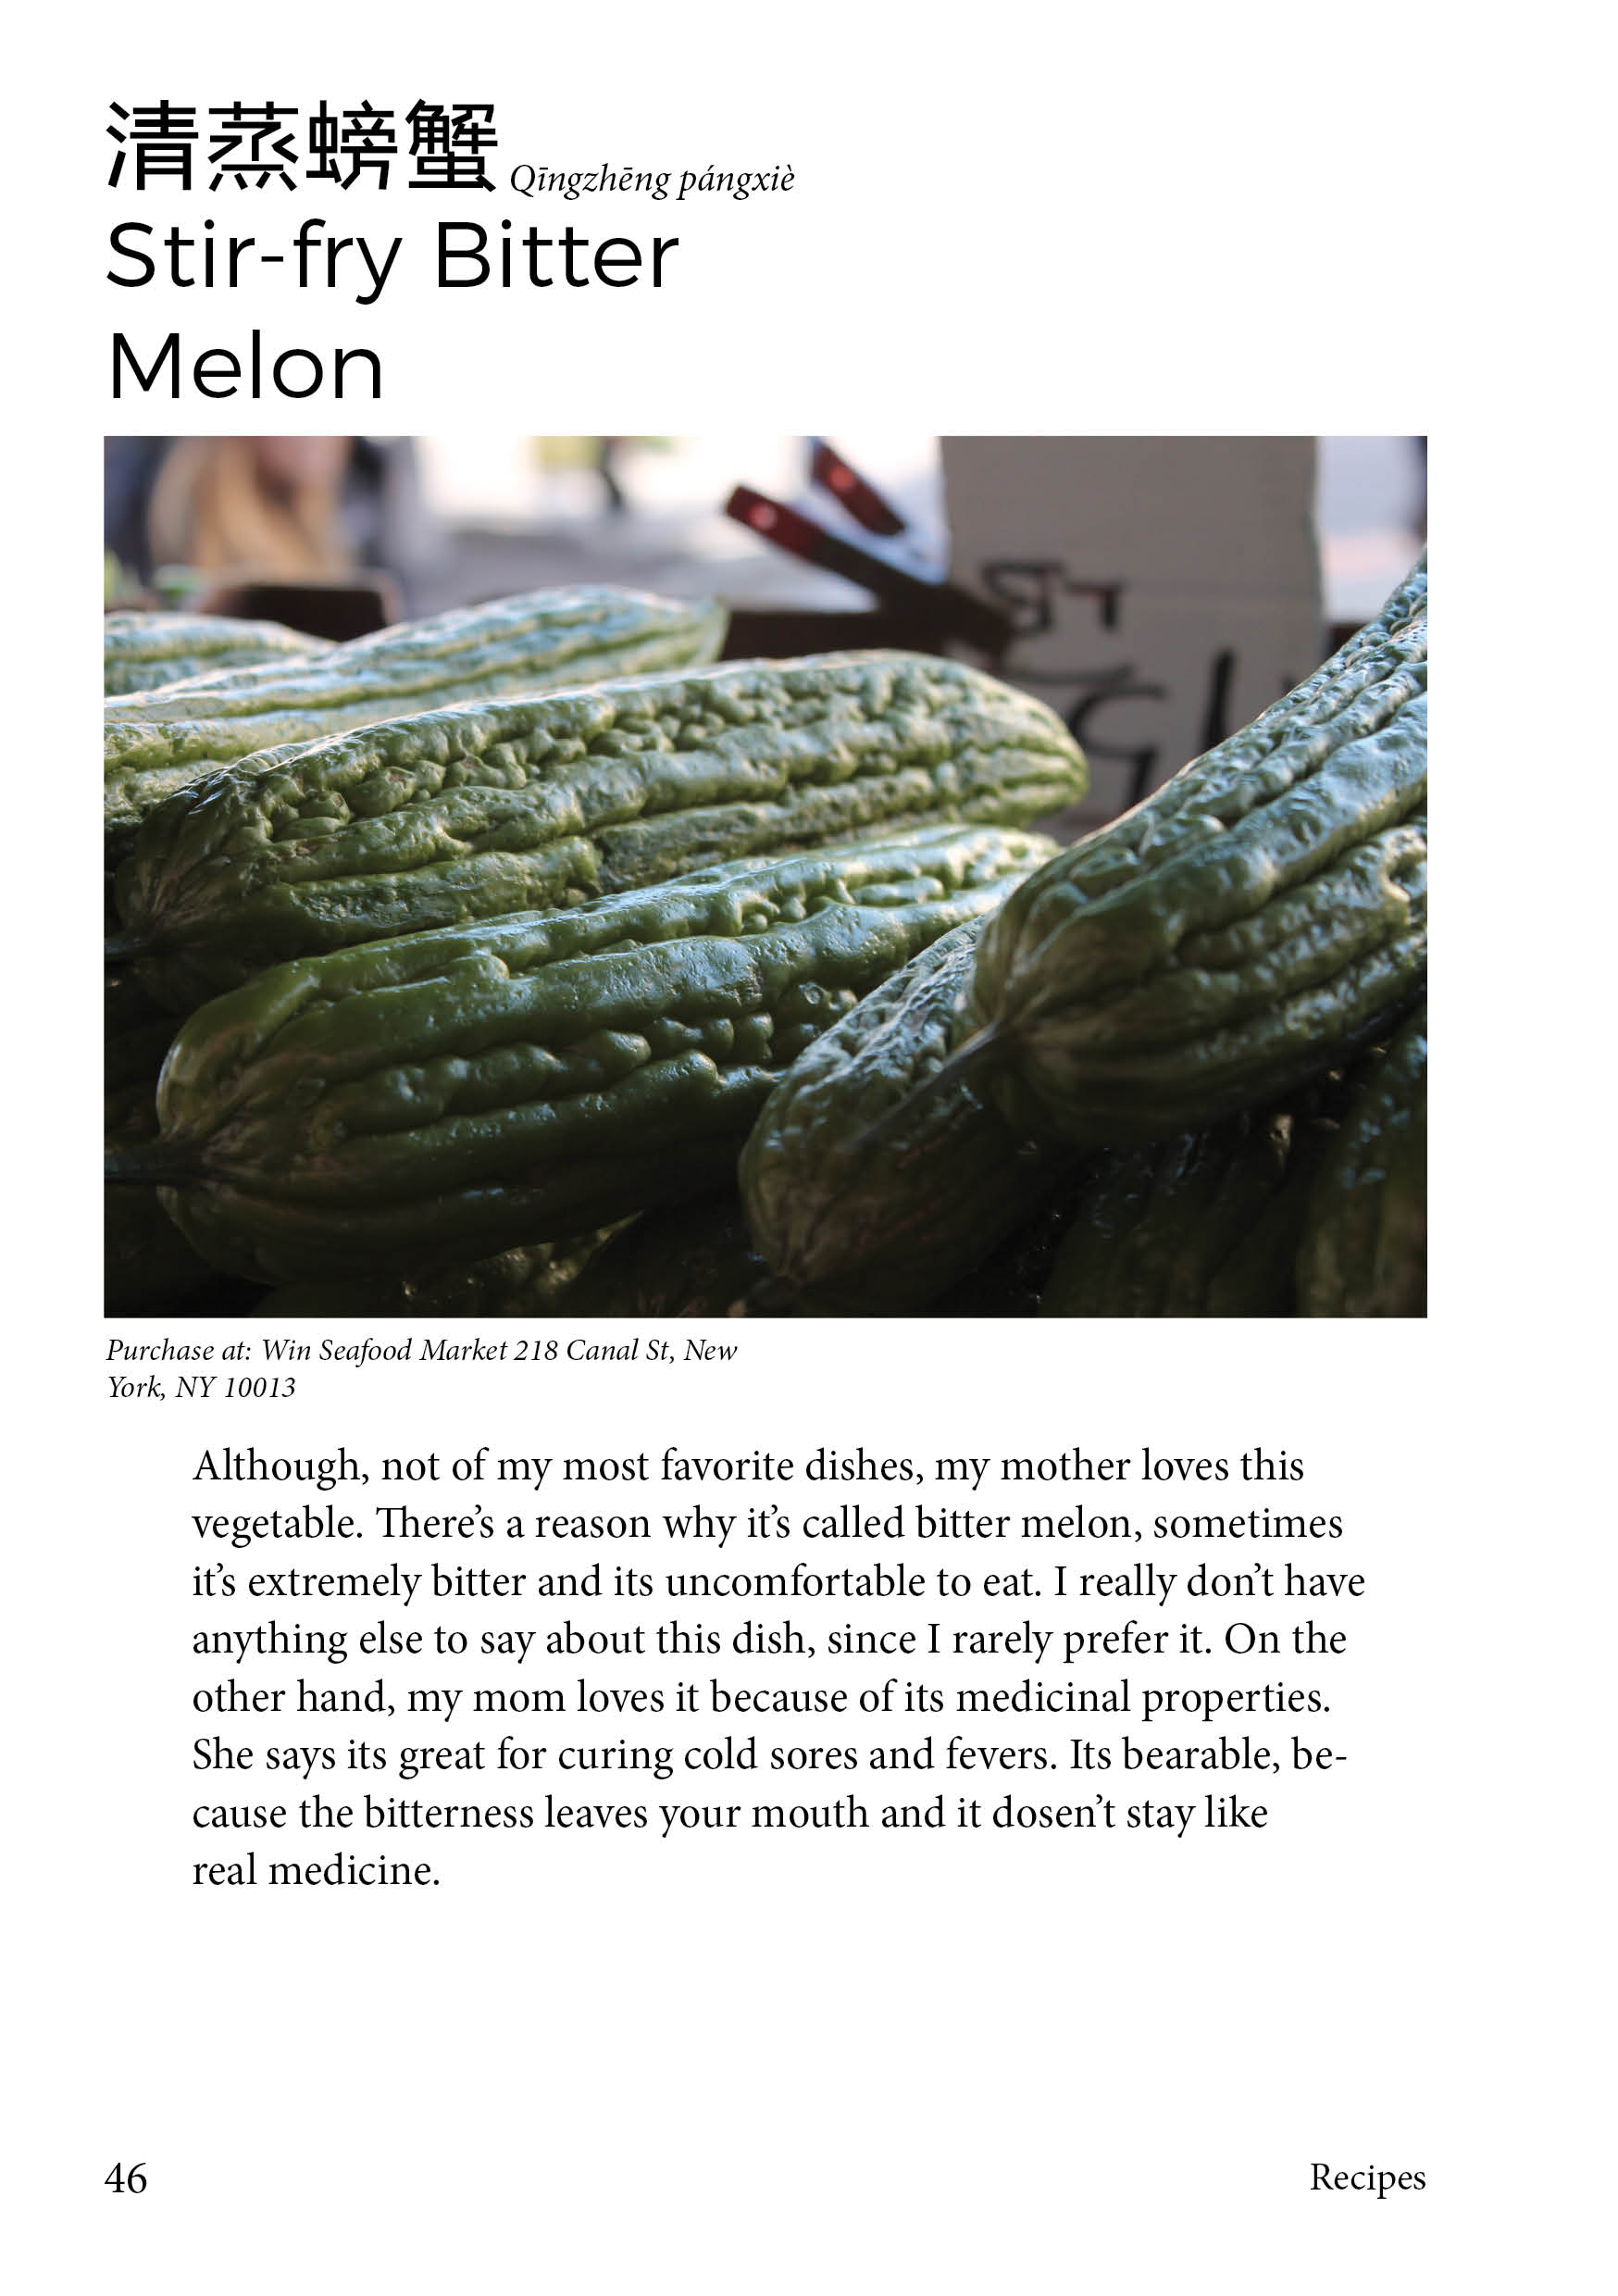 清蒸螃蟹 Qīngzhēng pángxiè
Stir-fry Bitter
Melon
Purchase at: Win Seafood Market 218 Canal St, New
York, NY 10013
Although, not of my most favorite dishes, my mother loves this
vegetable. There’s a reason why it’s called bitter melon, sometimes
it’s extremely bitter and its uncomfortable to eat. I really don’t have
anything else to say about this dish, since I rarely prefer it. On the
other hand, my mom loves it because of its medicinal properties.
She says its great for curing cold sores and fevers. Its bearable, be-
cause the bitterness leaves your mouth and it dosen’t stay like
real medicine.
46
Recipes